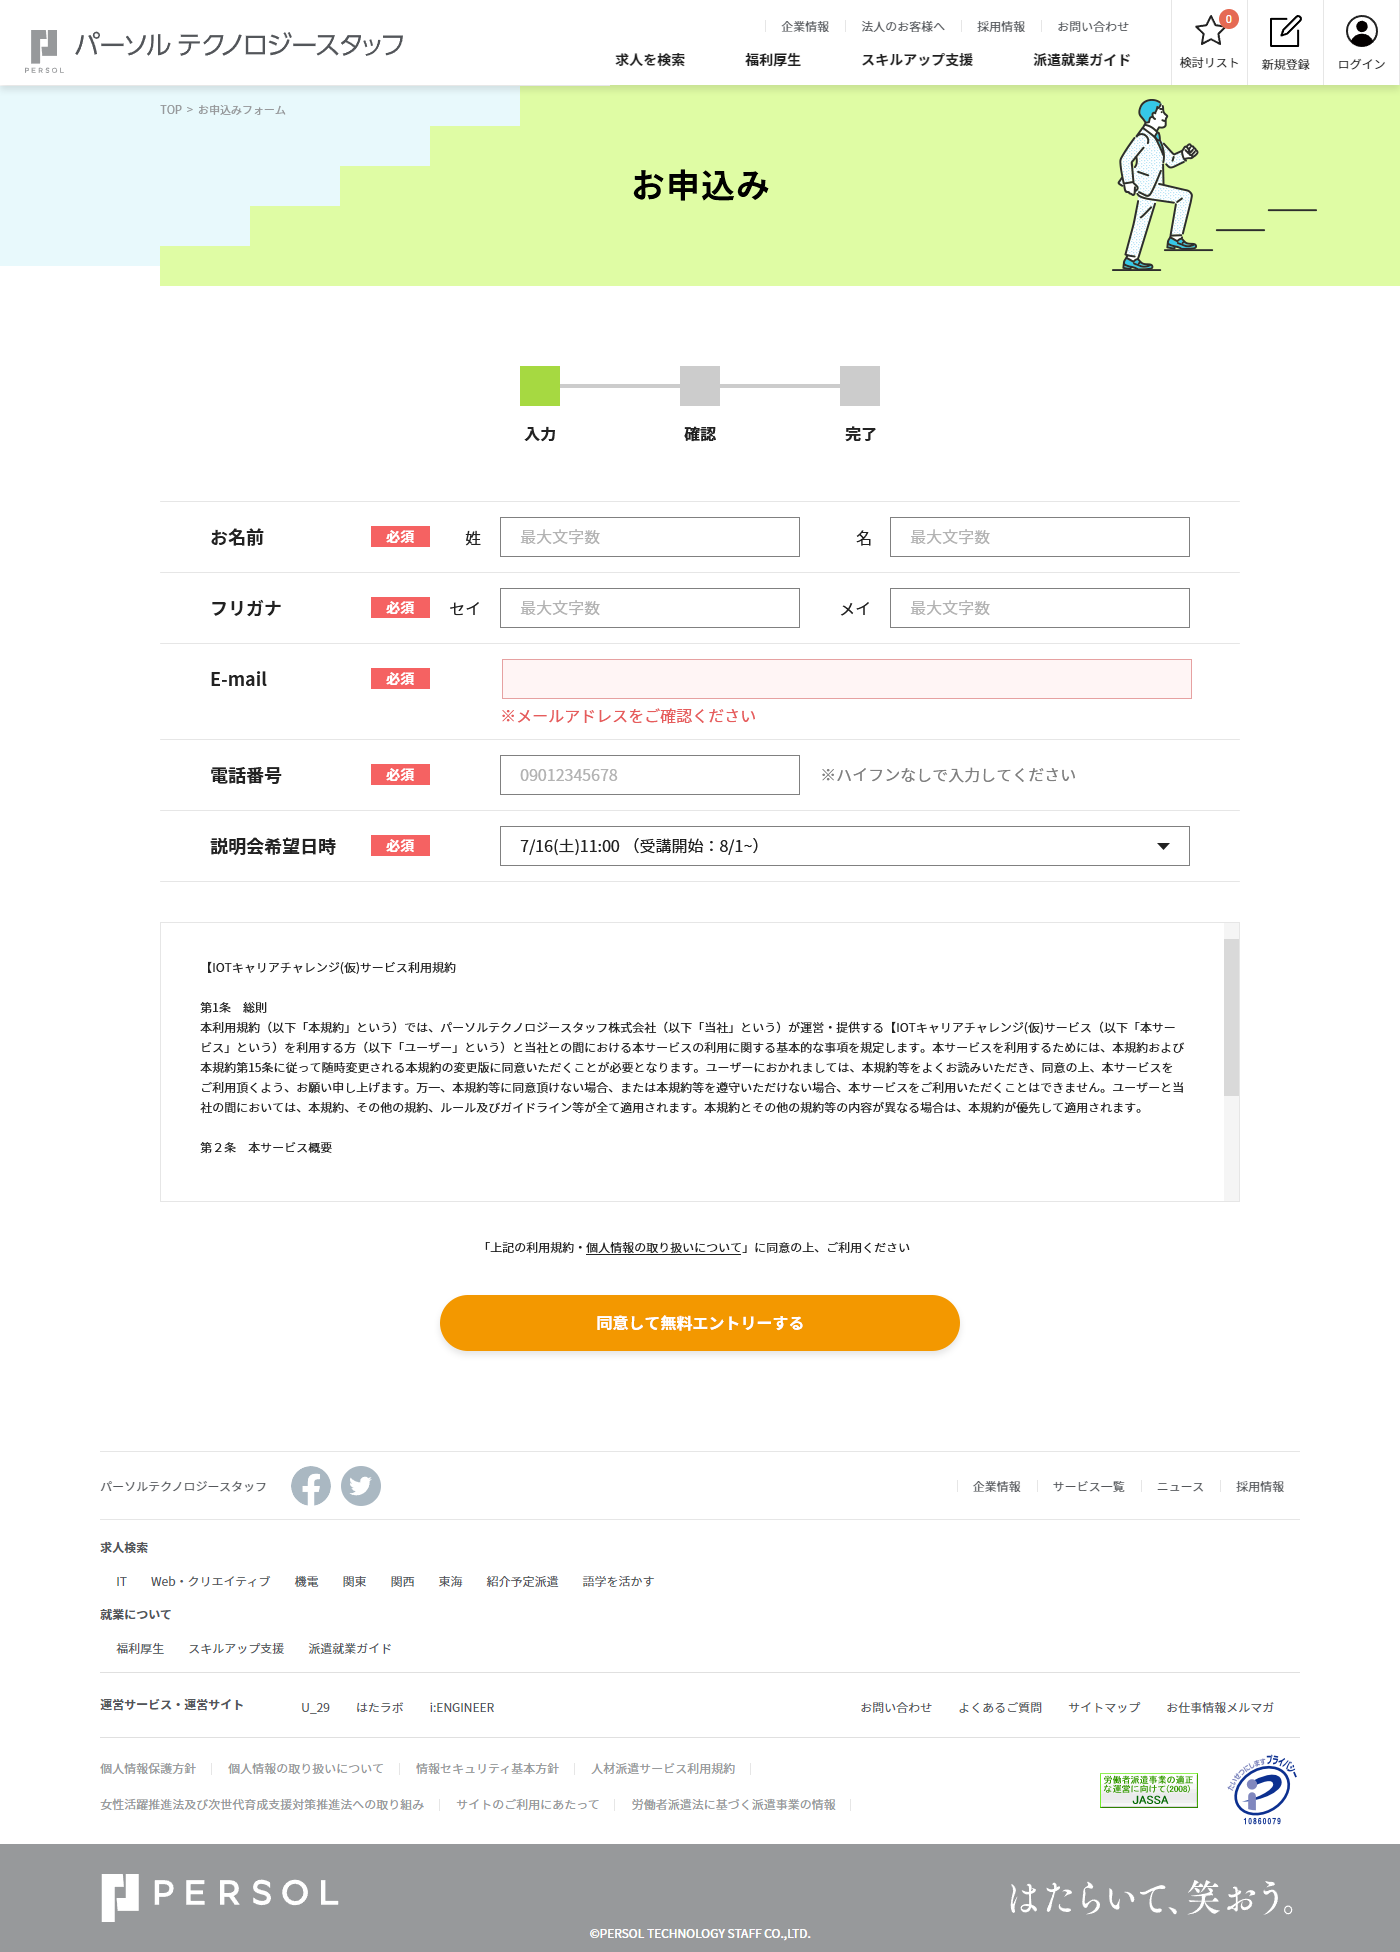 パーソル テクノロジースタッフ
PERSOL
企業情報 法人のお客様へ 採用情報 お問い合わせ
求人を検索 福利厚生 スキルアップ支援 派遣就業ガイド
0
検討リスト 新規登録 ログイン
TOP > お申込みフォーム
お申込み
入力 確認 完了
お名前 必須 姓 最大文字数 名 最大文字数
フリガナ 必須 セイ 最大文字数 メイ 最大文字数
E-mail 必須
※メールアドレスをご確認ください
電話番号 必須 09012345678 ※ハイフンなしで入力してください
説明会希望日時 必須 7/16(土)11:00 （受講開始：8/1~）
【IOTキャリアチャレンジ(仮)サービス利用規約
第1条　総則
本利用規約（以下「本規約」という）では、パーソルテクノロジースタッフ株式会社（以下「当社」という）が運営・提供する【IOTキャリアチャレンジ(仮)サービス（以下「本サー
ビス」という）を利用する方（以下「ユーザー」という）と当社との間における本サービスの利用に関する基本的な事項を規定します。本サービスを利用するためには、本規約および
本規約第15条に従って随時変更される本規約の変更版に同意いただくことが必要となります。ユーザーにおかれましては、本規約等をよくお読みいただき、同意の上、本サービスを
ご利用頂くよう、お願い申し上げます。万一、本規約等に同意頂けない場合、または本規約等を遵守いただけない場合、本サービスをご利用いただくことはできません。ユーザーと当
社の間においては、本規約、その他の規約、ルール及びガイドライン等が全て適用されます。本規約とその他の規約等の内容が異なる場合は、本規約が優先して適用されます。
第２条　本サービス概要
「上記の利用規約・個人情報の取り扱いについて」に同意の上、ご利用ください
同意して無料エントリーする
パーソルテクノロジースタッフ 企業情報 サービス一覧 ニュース 採用情報
求人検索
IT Web・クリエイティブ 機電 関東 関西 東海 紹介予定派遣 語学を活かす
就業について
福利厚生 スキルアップ支援 派遣就業ガイド
運営サービス・運営サイト U_29 はたラボ i:ENGINEER お問い合わせ よくあるご質問 サイトマップ お仕事情報メルマガ
個人情報保護方針 個人情報の取り扱いについて 情報セキュリティ基本方針 人材派遣サービス利用規約
女性活躍推進法及び次世代育成支援対策推進法への取り組み サイトのご利用にあたって 労働者派遣法に基づく派遣事業の情報
労働者派遣事業の適正
な運営に向けて(2008)
JASSA
たいせつにします プライバシー
10860079
PERSOL
はたらいて、笑おう。
©PERSOL TECHNOLOGY STAFF CO.,LTD.